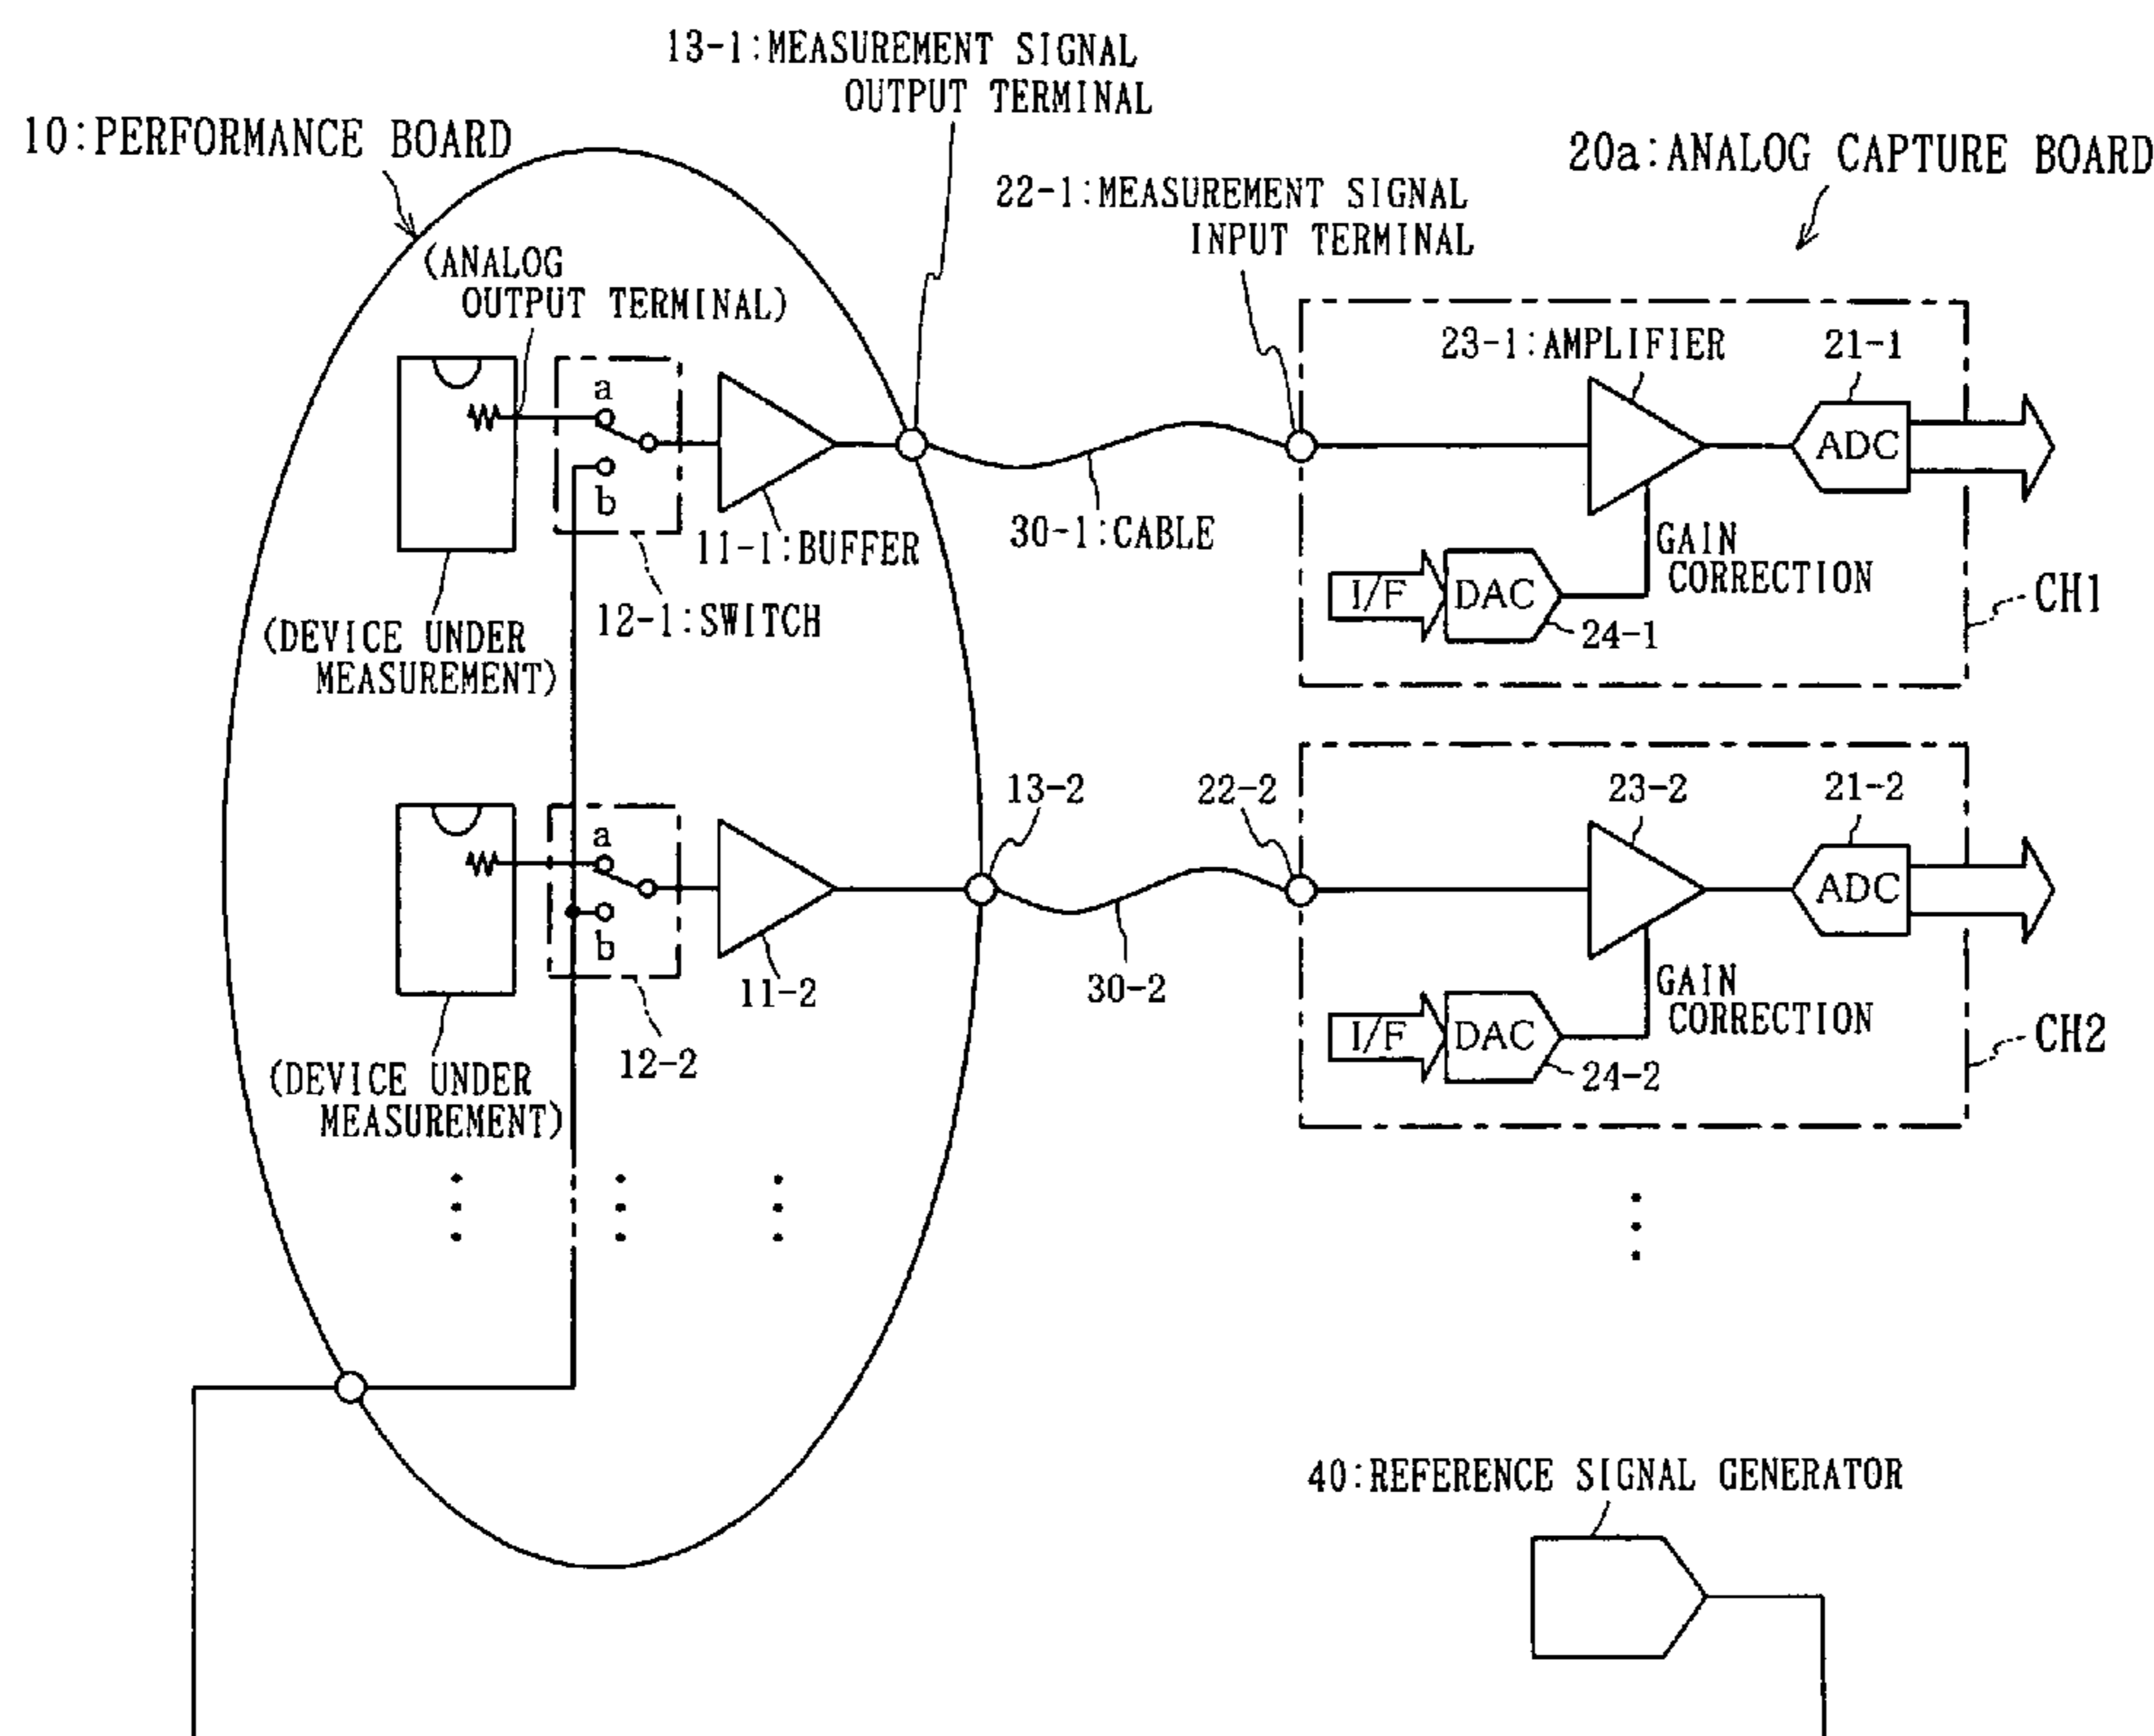 13-1:MEASUREMENT SIGNAL
OUTPUT TERMINAL
10:PERFORMANCE BOARD
20a:ANALOG CAPTURE BOARD
22-1:MEASUREMENT SIGNAL
INPUT TERMINAL
(ANALOG
OUTPUT TERMINAL)
23-1:AMPLIFIER
21-1
a
ADC
b
11-1:BUFFER
30-1:CABLE
GAIN
CORRECTION
I/F
DAC
CH1
12-1:SWITCH
24-1
(DEVICE UNDER
MEASUREMENT)
13-2
22-2
23-2
21-2
a
ADC
b
11-2
30-2
GAIN
CORRECTION
I/F
DAC
CH2
12-2
24-2
(DEVICE UNDER
MEASUREMENT)
40:REFERENCE SIGNAL GENERATOR